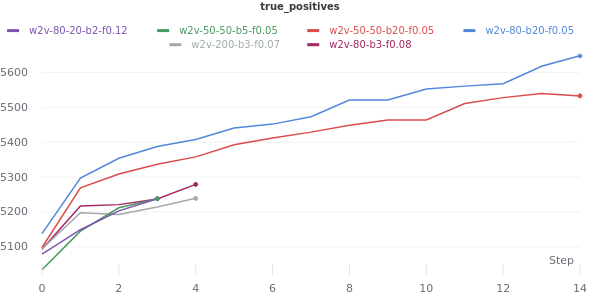 true_positives
w2v-80-20-b2-f0.12 w2v-50-50-b5-f0.05 w2v-50-50-b20-f0.05 w2v-80-b20-f0.05
w2v-200-b3-f0.07 w2v-80-b3-f0.08
5600
5500
5400
5300
5200
5100
Step
0 2 4 6 8 10 12 14